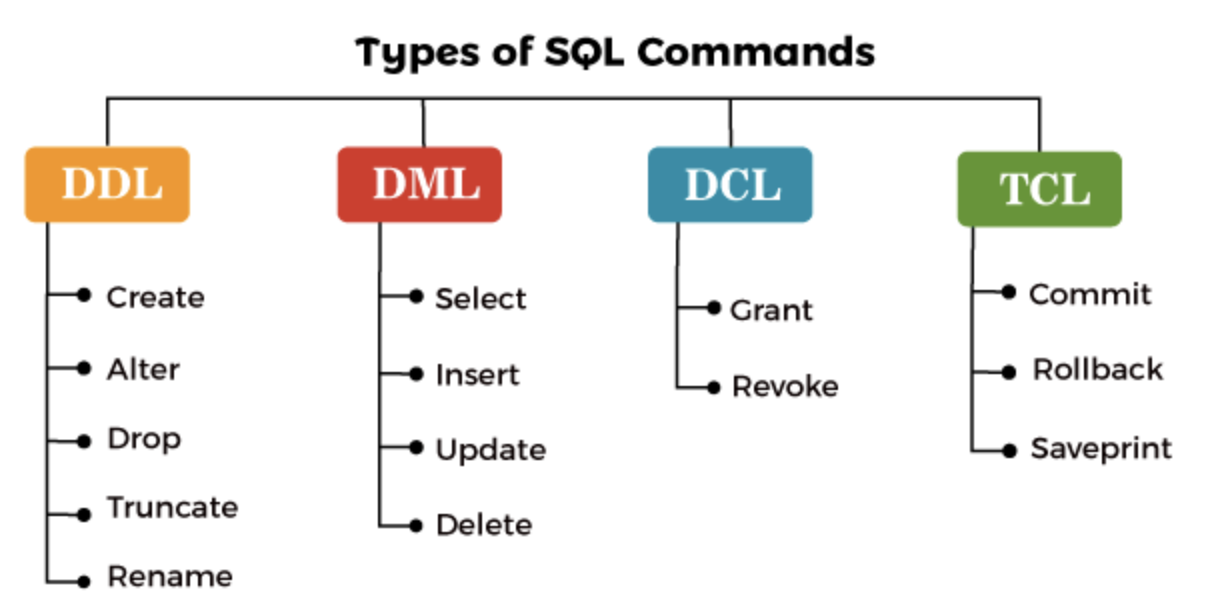 Types of SQL Commands
DDL
Create
Alter
Drop
Truncate
Rename
DML
Select
Insert
Update
Delete
DCL
Grant
Revoke
TCL
Commit
Rollback
Saveprint